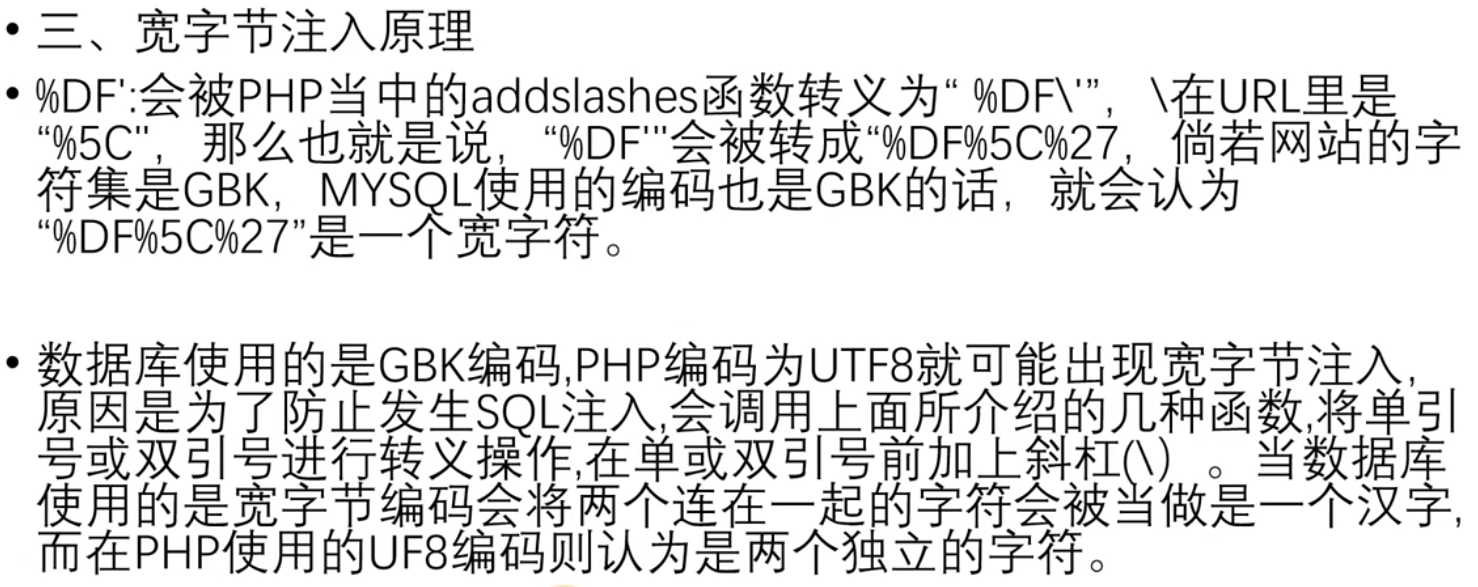 • 三、宽字节注入原理
• %DF':会被PHP当中的addslashes函数转义为“ %DF\'”，\在URL里是
“%5C"，那么也就是说，“%DF'"会被转成“%DF%5C%27，倘若网站的字
符集是GBK，MYSQL使用的编码也是GBK的话，就会认为
“%DF%5C%27”是一个宽字符。
• 数据库使用的是GBK编码,PHP编码为UTF8就可能出现宽字节注入,
原因是为了防止发生SQL注入,会调用上面所介绍的几种函数,将单引
号或双引号进行转义操作,在单或双引号前加上斜杠(\）。当数据库
使用的是宽字节编码会将两个连在一起的字符会被当做是一个汉字,
而在PHP使用的UF8编码则认为是两个独立的字符。